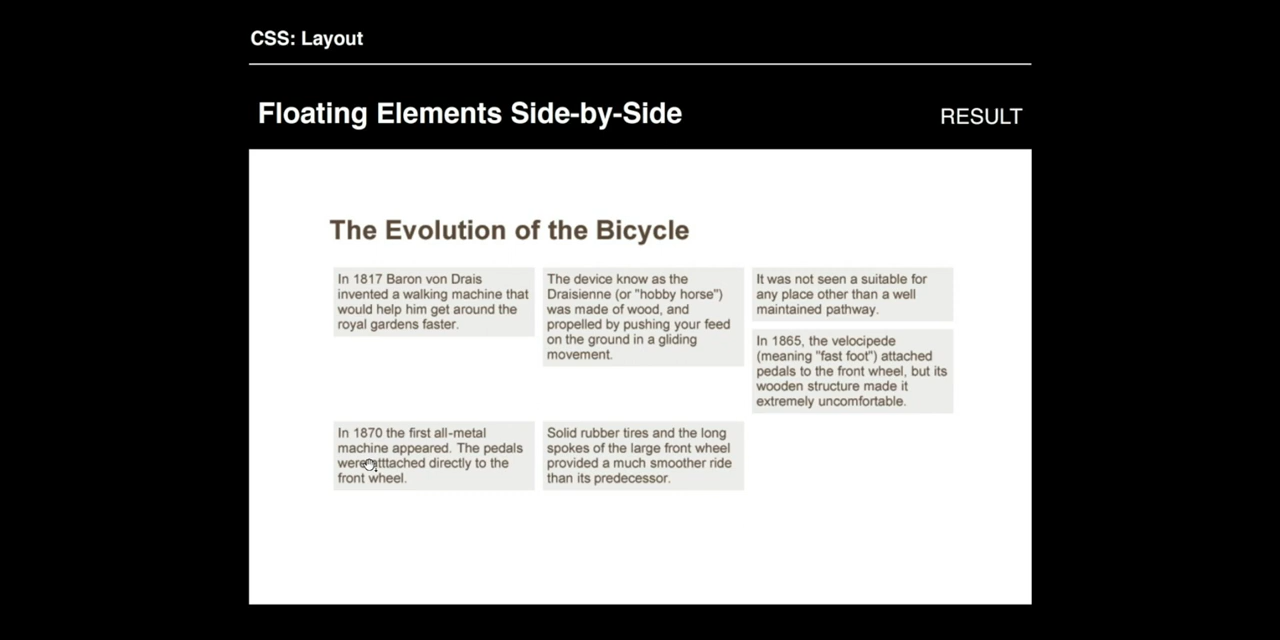 CSS: Layout
Floating Elements Side-by-Side
RESULT
The Evolution of the Bicycle
In 1817 Baron von Drais
invented a walking machine that
would help him get around the
royal gardens faster.
The device know as the
Draisienne (or "hobby horse")
was made of wood, and
propelled by pushing your feed
on the ground in a gliding
movement.
It was not seen a suitable for
any place other than a well
maintained pathway.
In 1865, the velocipede
(meaning "fast foot") attached
pedals to the front wheel, but its
wooden structure made it
extremely uncomfortable.
In 1870 the first all-metal
machine appeared. The pedals
were atttached directly to the
front wheel.
Solid rubber tires and the long
spokes of the large front wheel
provided a much smoother ride
than its predecessor.